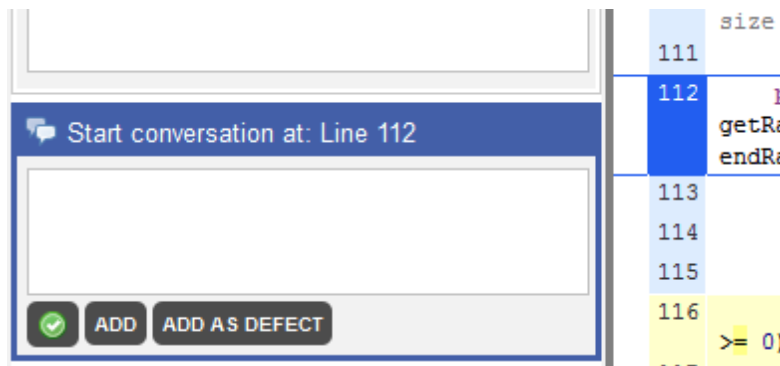 Start conversation at: Line 112
ADD
ADD AS DEFECT
size
111
112
getRa
endRa
113
114
115
116
>= 0)